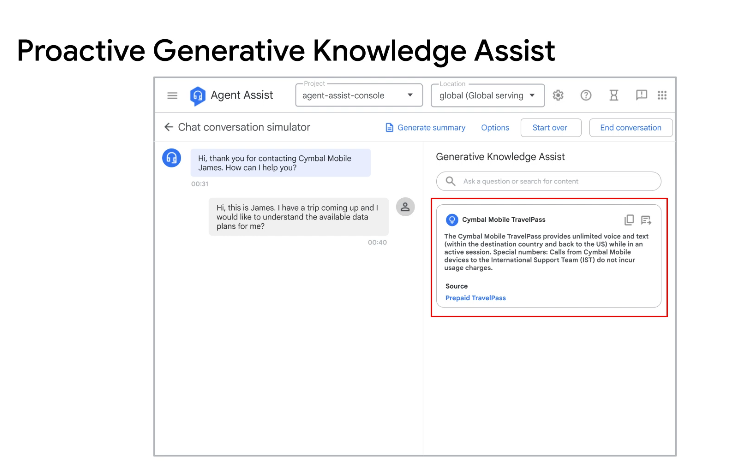 Proactive Generative Knowledge Assist
Agent Assist
Project
agent-assist-console
Location
global (Global serving
Chat conversation simulator
Generate summary
Options
Start over
End conversation
Hi, thank you for contacting Cymbal Mobile
James. How can I help you?
00:31
Hi, this is James. I have a trip coming up and I
would like to understand the available data
plans for me?
00:40
Generative Knowledge Assist
Ask a question or search for content
Cymbal Mobile TravelPass
The Cymbal Mobile TravelPass provides unlimited voice and text
(within the destination country and back to the US) while in an
active session. Special numbers: Calls from Cymbal Mobile
devices to the International Support Team (IST) do not incur
usage charges.
Source
Prepaid TravelPass